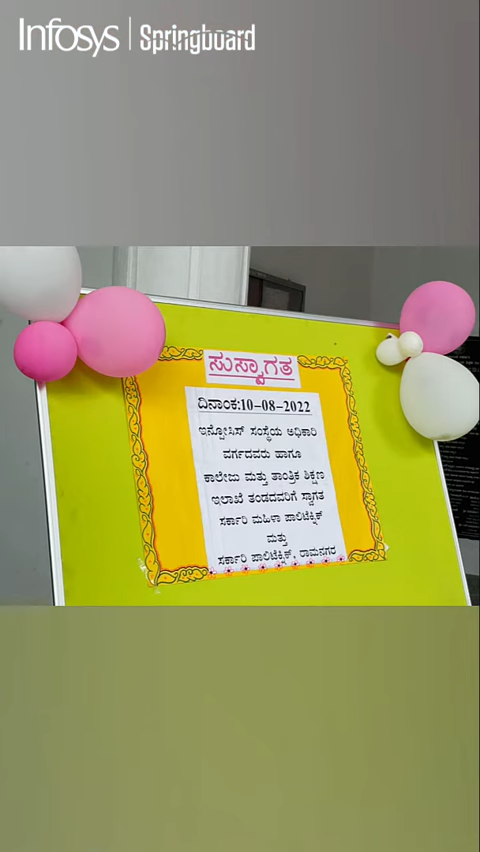 Infosys | Springboard
ಸುಸ್ವಾಗತ
ದಿನಾಂಕ:10-08-2022
ಇನ್ಪೋಸಿಸ್ ಸಂಸ್ಥೆಯ ಅಧಿಕಾರಿ
ವರ್ಗದವರು ಹಾಗೂ
ಕಾಲೇಜು ಮತ್ತು ತಾಂತ್ರಿಕ ಶಿಕ್ಷಣ
ಇಲಾಖೆ ತಂಡದವರಿಗೆ ಸ್ವಾಗತ
ಸರ್ಕಾರಿ ಮಹಿಳಾ ಪಾಲಿಟೆಕ್ನಿಕ್
ಮತ್ತು
ಸರ್ಕಾರಿ ಪಾಲಿಟೆಕ್ನಿಕ್, ರಾಮನಗರ